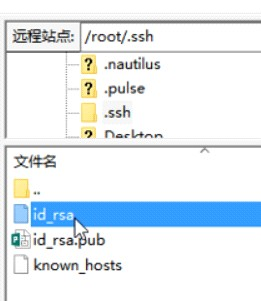 远程站点: /root/.ssh
? .nautilus
? .pulse
.ssh
? Desktop
文件名
..
id_rsa
id_rsa.pub
known_hosts